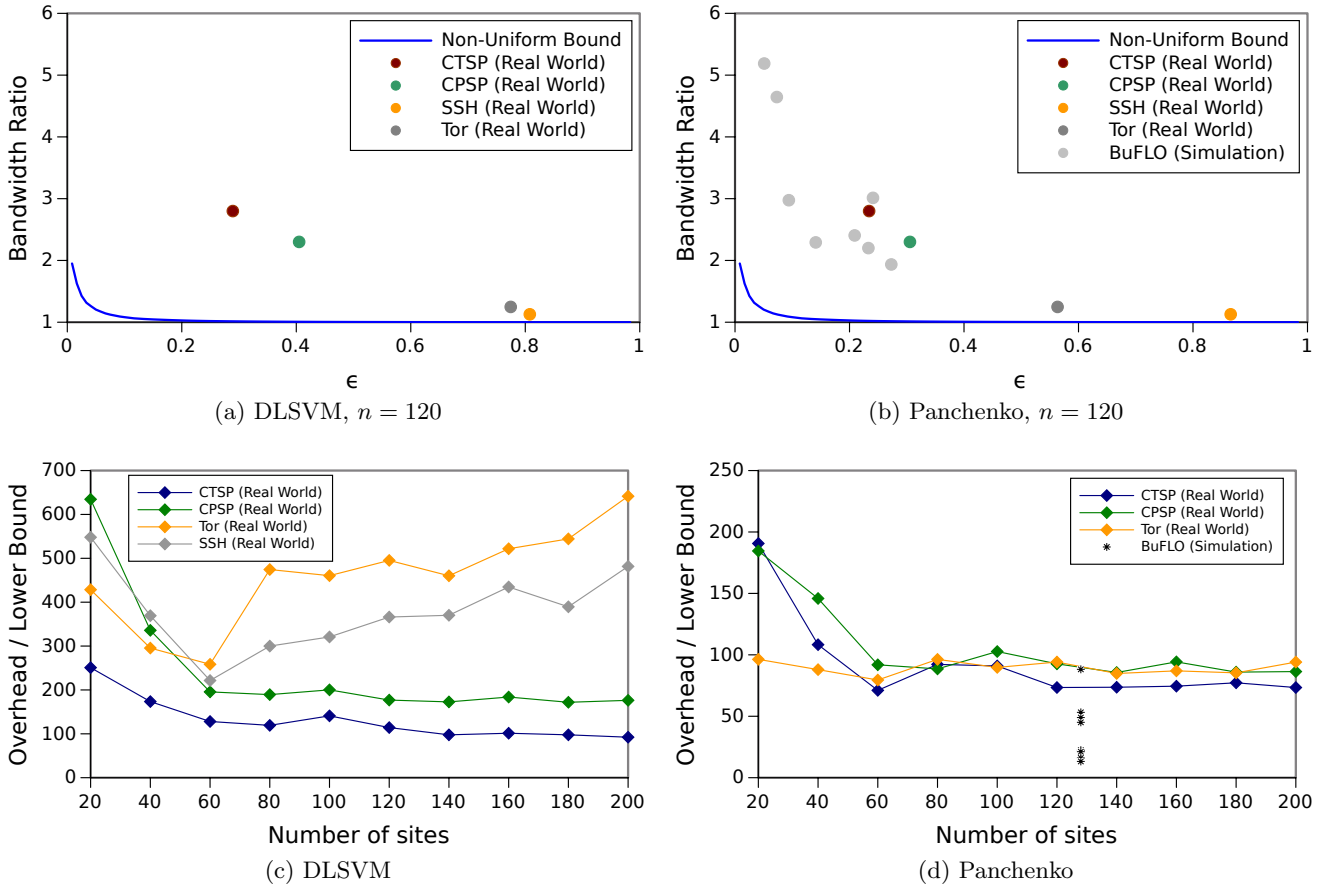 6
5
4
3
2
1
Bandwidth Ratio
Non-Uniform Bound
CTSP (Real World)
CPSP (Real World)
SSH (Real World)
Tor (Real World)
0
0.2
0.4
0.6
0.8
1
ϵ
(a) DLSVM, n = 120
6
5
4
3
2
1
Bandwidth Ratio
Non-Uniform Bound
CTSP (Real World)
CPSP (Real World)
SSH (Real World)
Tor (Real World)
BuFLO (Simulation)
0
0.2
0.4
0.6
0.8
1
ϵ
(b) Panchenko, n = 120
700
600
500
400
300
200
100
0
Overhead / Lower Bound
CTSP (Real World)
CPSP (Real World)
Tor (Real World)
SSH (Real World)
20
40
60
80
100
120
140
160
180
200
Number of sites
(c) DLSVM
250
200
150
100
50
0
Overhead / Lower Bound
CTSP (Real World)
CPSP (Real World)
Tor (Real World)
BuFLO (Simulation)
20
40
60
80
100
120
140
160
180
200
Number of sites
(d) Panchenko